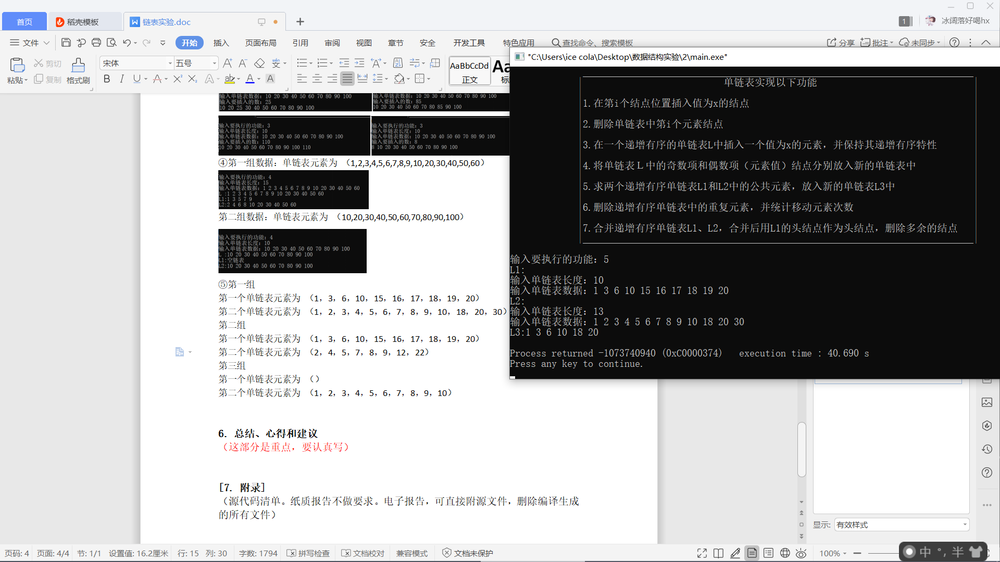 首页
稻壳模板
链表实验.doc
1
冰阔落好喝hx
文件
开始
插入
页面布局
引用
审阅
视图
章节
安全
开发工具
特色应用
查找命令、搜索模板
分享
批注
未同步
粘贴
剪切
复制
格式刷
宋体
五号
AaBbCcDd
正文
输入单链表数据: 10 20 30 40 50 60 70 80 90 100
输入要插入的数: 25
10 20 25 30 40 50 60 70 80 90 100
输入单链表数据: 10 20 30 40 50 60 70 80 90 100
输入要插入的数: 85
10 20 30 40 50 60 70 80 85 90 100
输入要执行的功能: 3
输入单链表长度: 10
输入单链表数据: 10 20 30 40 50 60 70 80 90 100
输入要插入的数: 110
10 20 30 40 50 60 70 80 90 100 110
输入要执行的功能: 3
输入单链表长度: 10
输入单链表数据: 10 20 30 40 50 60 70 80 90 100
输入要插入的数: 8
8 10 20 30 40 50 60 70 80 90 100
④第一组数据：单链表元素为 （1,2,3,4,5,6,7,8,9,10,20,30,40,50,60）
输入要执行的功能: 4
输入单链表长度: 15
输入单链表数据: 1 2 3 4 5 6 7 8 9 10 20 30 40 50 60
L :1 2 3 4 5 6 7 8 9 10 20 30 40 50 60
L1:1 3 5 7 9
L2:2 4 6 8 10 20 30 40 50 60
第二组数据：单链表元素为 （10,20,30,40,50,60,70,80,90,100）
输入要执行的功能: 4
输入单链表长度: 10
输入单链表数据: 10 20 30 40 50 60 70 80 90 100
L :10 20 30 40 50 60 70 80 90 100
L1:空链表
L2:10 20 30 40 50 60 70 80 90 100
⑤第一组
第一个单链表元素为 （1，3，6，10，15，16，17，18，19，20）
第二个单链表元素为 （1，2，3，4，5，6，7，8，9，10，18，20，30）
第二组
第一个单链表元素为 （1，3，6，10，15，16，17，18，19，20）
第二个单链表元素为 （2，4，5，7，8，9，12，22）
第三组
第一个单链表元素为 （）
第二个单链表元素为 （1，2，3，4，5，6，7，8，9，10）
6. 总结、心得和建议
（这部分是重点，要认真写）
[7. 附录]
（源代码清单。纸质报告不做要求。电子报告，可直接附源文件，删除编译生成
的所有文件）
"C:\Users\ice cola\Desktop\数据结构实验\2\main.exe"
单链表实现以下功能
1.在第i个结点位置插入值为x的结点
2.删除单链表中第i个元素结点
3.在一个递增有序的单链表L中插入一个值为x的元素，并保持其递增有序特性
4.将单链表Ｌ中的奇数项和偶数项（元素值）结点分别放入新的单链表中
5.求两个递增有序单链表L1和L2中的公共元素，放入新的单链表L3中
6.删除递增有序单链表中的重复元素，并统计移动元素次数
7.合并递增有序单链表L1、L2，合并后用L1的头结点作为头结点，删除多余的结点
输入要执行的功能: 5
L1:
输入单链表长度: 10
输入单链表数据: 1 3 6 10 15 16 17 18 19 20
L2:
输入单链表长度: 13
输入单链表数据: 1 2 3 4 5 6 7 8 9 10 18 20 30
L3:1 3 6 10 18 20
Process returned -1073740940 (0xC0000374)   execution time : 40.690 s
Press any key to continue.
显示: 有效样式
页码: 4
页面: 4/4
节: 1/1
设置值: 16.2厘米
行: 15
列: 30
字数: 1794
拼写检查
文档校对
兼容模式
文档未保护
100%
中 °, 半